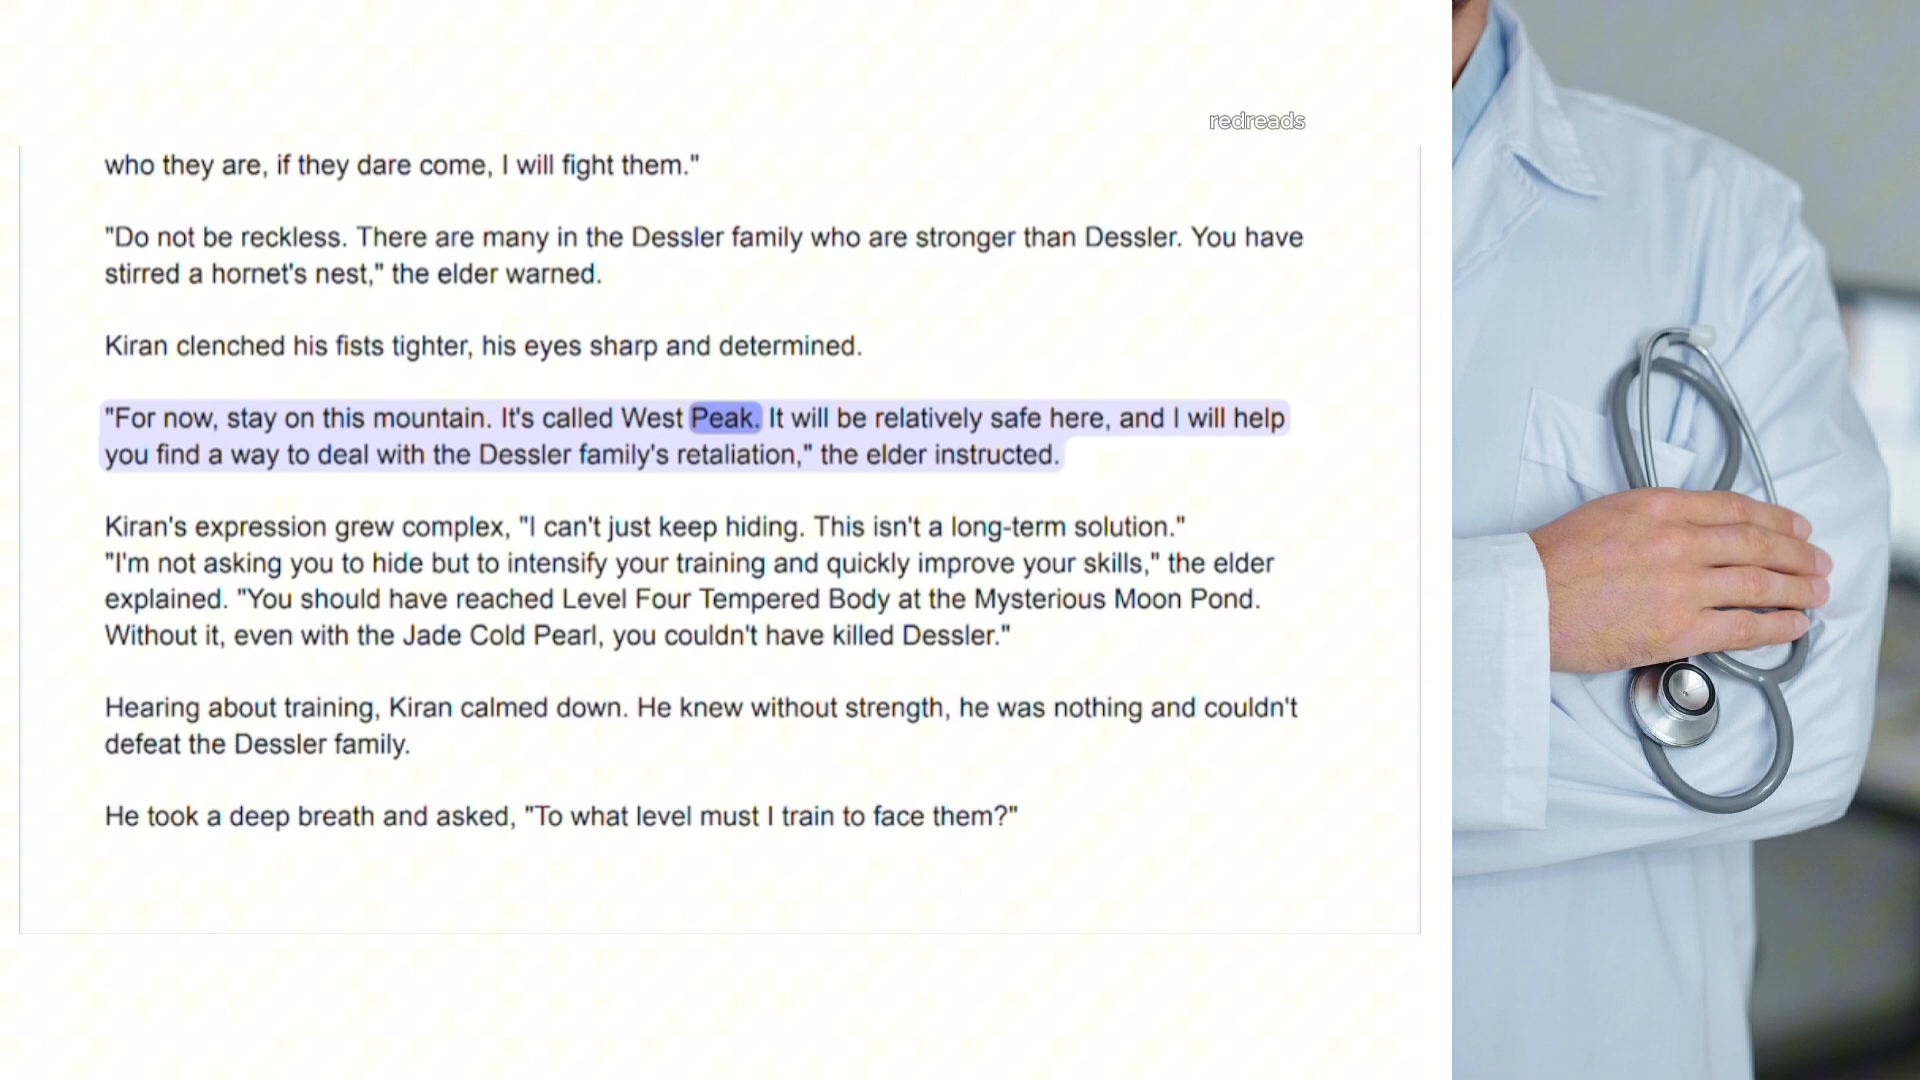 redreads
who they are, if they dare come, I will fight them."
"Do not be reckless. There are many in the Dessler family who are stronger than Dessler. You have
stirred a hornet's nest," the elder warned.
Kiran clenched his fists tighter, his eyes sharp and determined.
"For now, stay on this mountain. It's called West Peak. It will be relatively safe here, and I will help
you find a way to deal with the Dessler family's retaliation," the elder instructed.
Kiran's expression grew complex, "I can't just keep hiding. This isn't a long-term solution."
"I'm not asking you to hide but to intensify your training and quickly improve your skills," the elder
explained. "You should have reached Level Four Tempered Body at the Mysterious Moon Pond.
Without it, even with the Jade Cold Pearl, you couldn't have killed Dessler."
Hearing about training, Kiran calmed down. He knew without strength, he was nothing and couldn't
defeat the Dessler family.
He took a deep breath and asked, "To what level must I train to face them?"